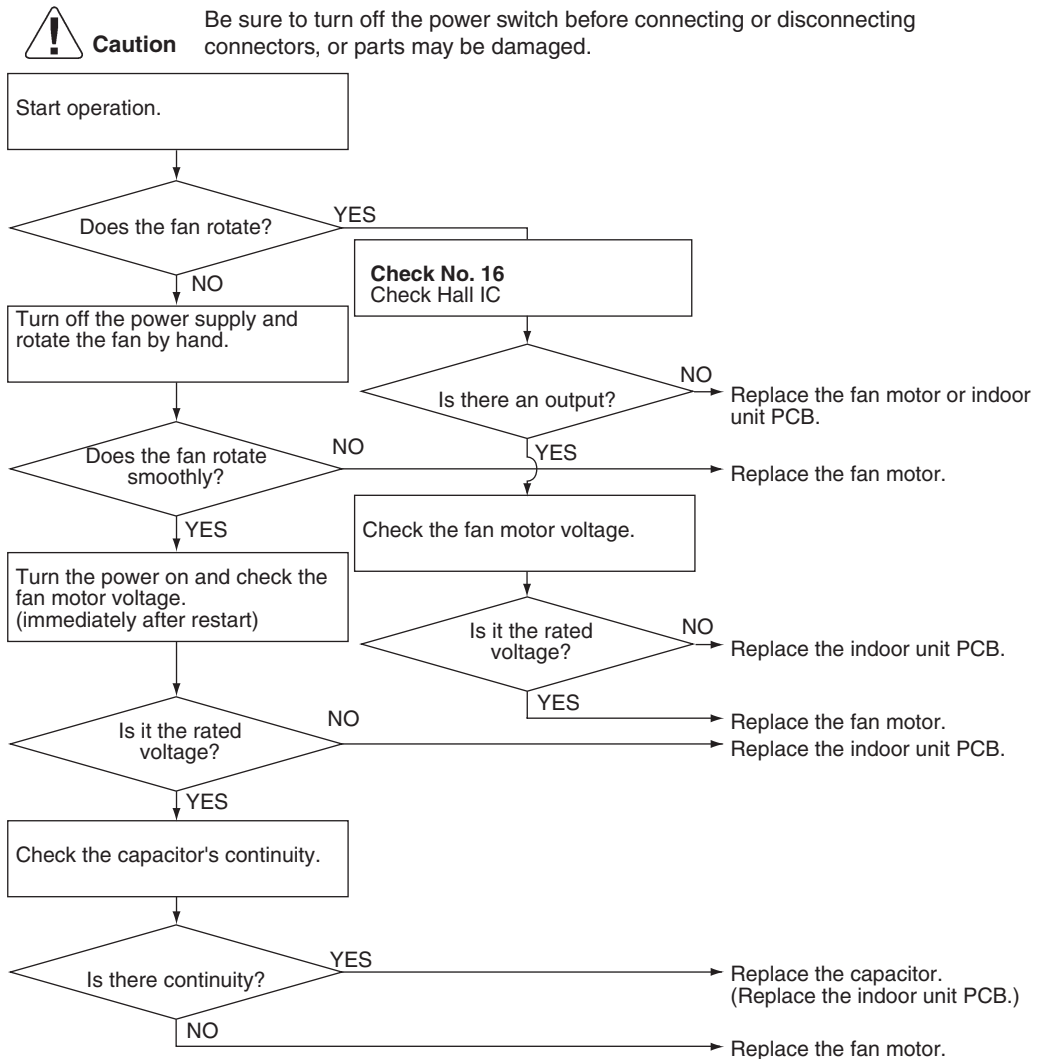 Be sure to turn off the power switch before connecting or disconnecting
Caution connectors, or parts may be damaged.
Start operation.
Does the fan rotate?
YES
NO
Check No. 16
Check Hall IC
Turn off the power supply and
rotate the fan by hand.
Is there an output?
NO
Replace the fan motor or indoor
unit PCB.
YES
Does the fan rotate
smoothly?
NO
Replace the fan motor.
YES
Check the fan motor voltage.
Turn the power on and check the
fan motor voltage.
(immediately after restart)
Is it the rated
voltage?
NO
Replace the indoor unit PCB.
YES
Replace the fan motor.
Is it the rated
voltage?
NO
Replace the indoor unit PCB.
YES
Check the capacitor's continuity.
Is there continuity?
YES
Replace the capacitor.
(Replace the indoor unit PCB.)
NO
Replace the fan motor.